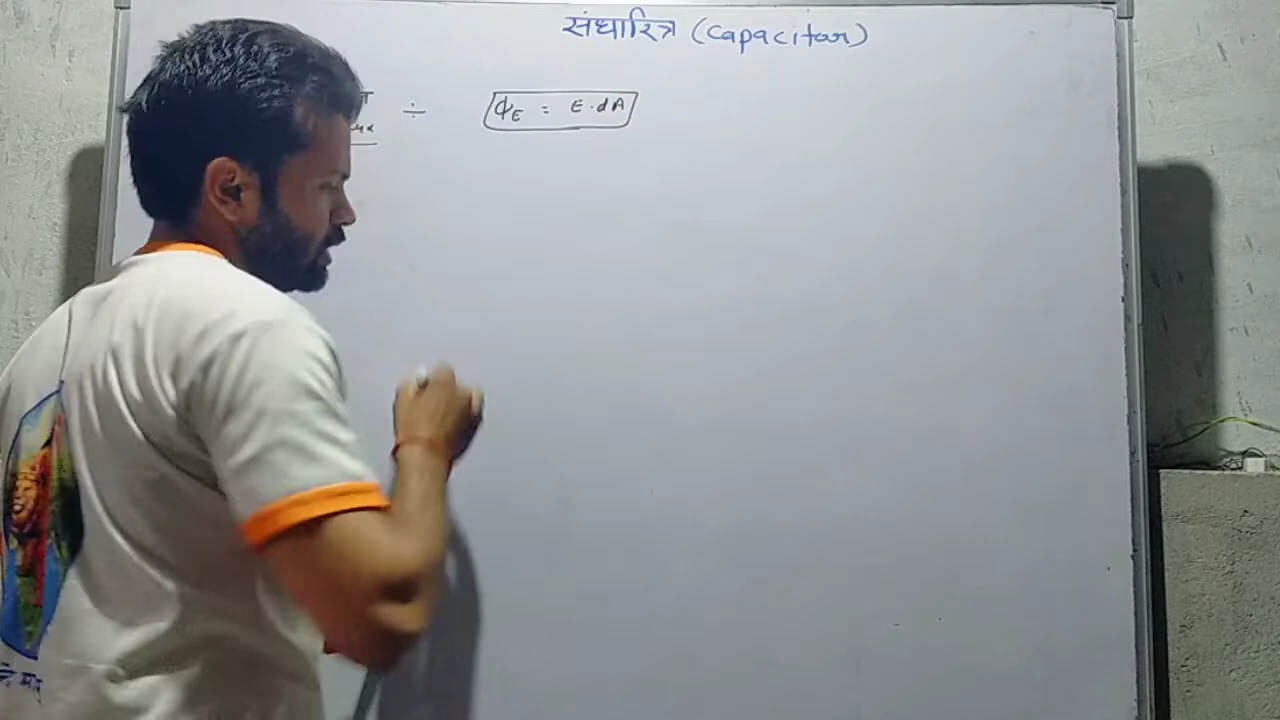 संधारित्र (capacitor)
÷ ΦE = E.dA